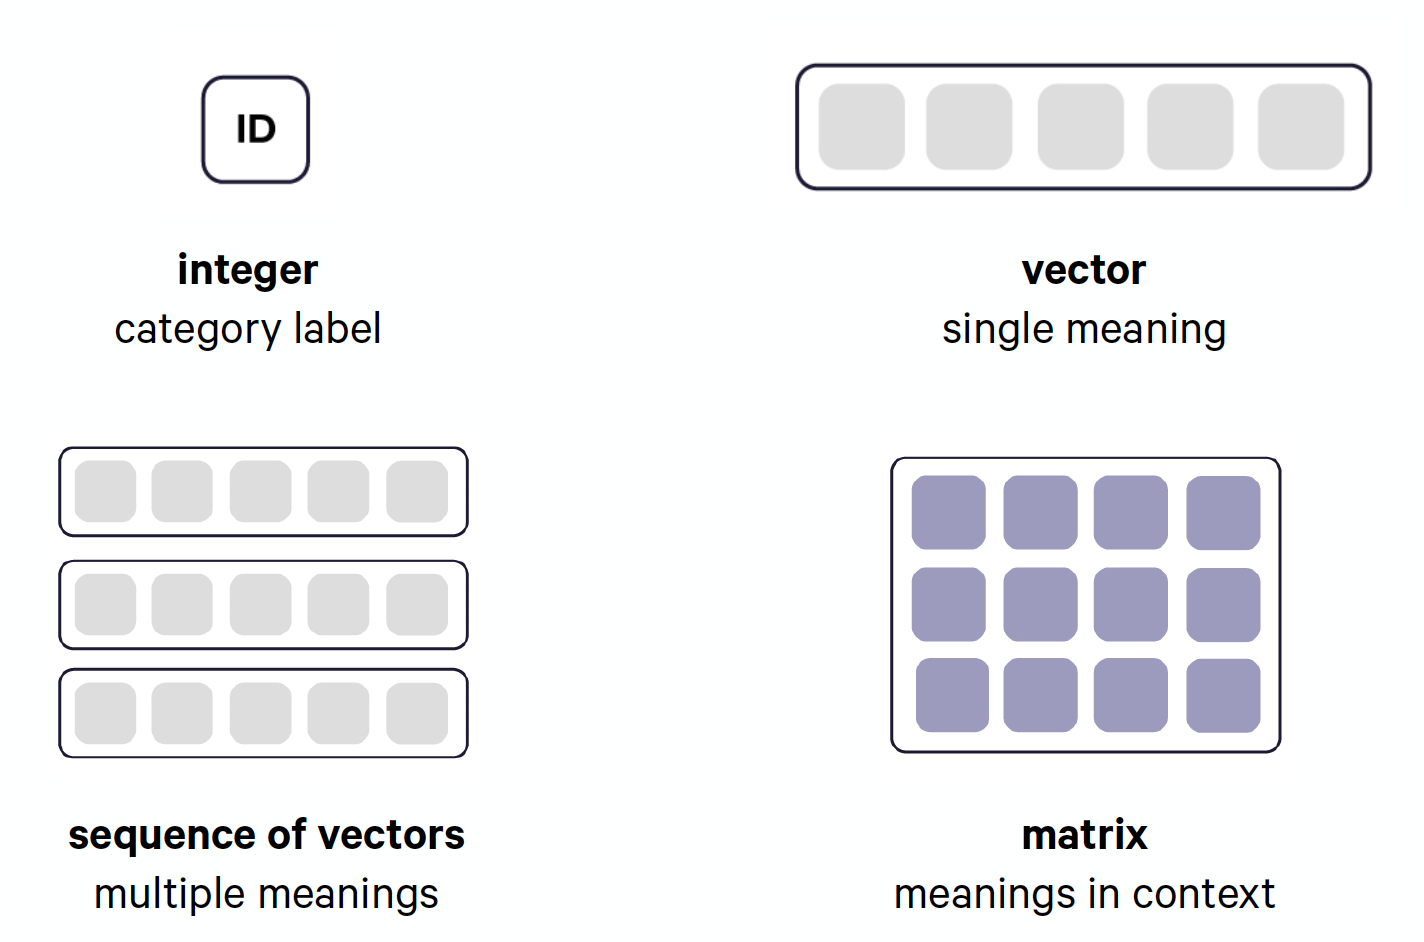 ID
integer
category label
vector
single meaning
sequence of vectors
multiple meanings
matrix
meanings in context